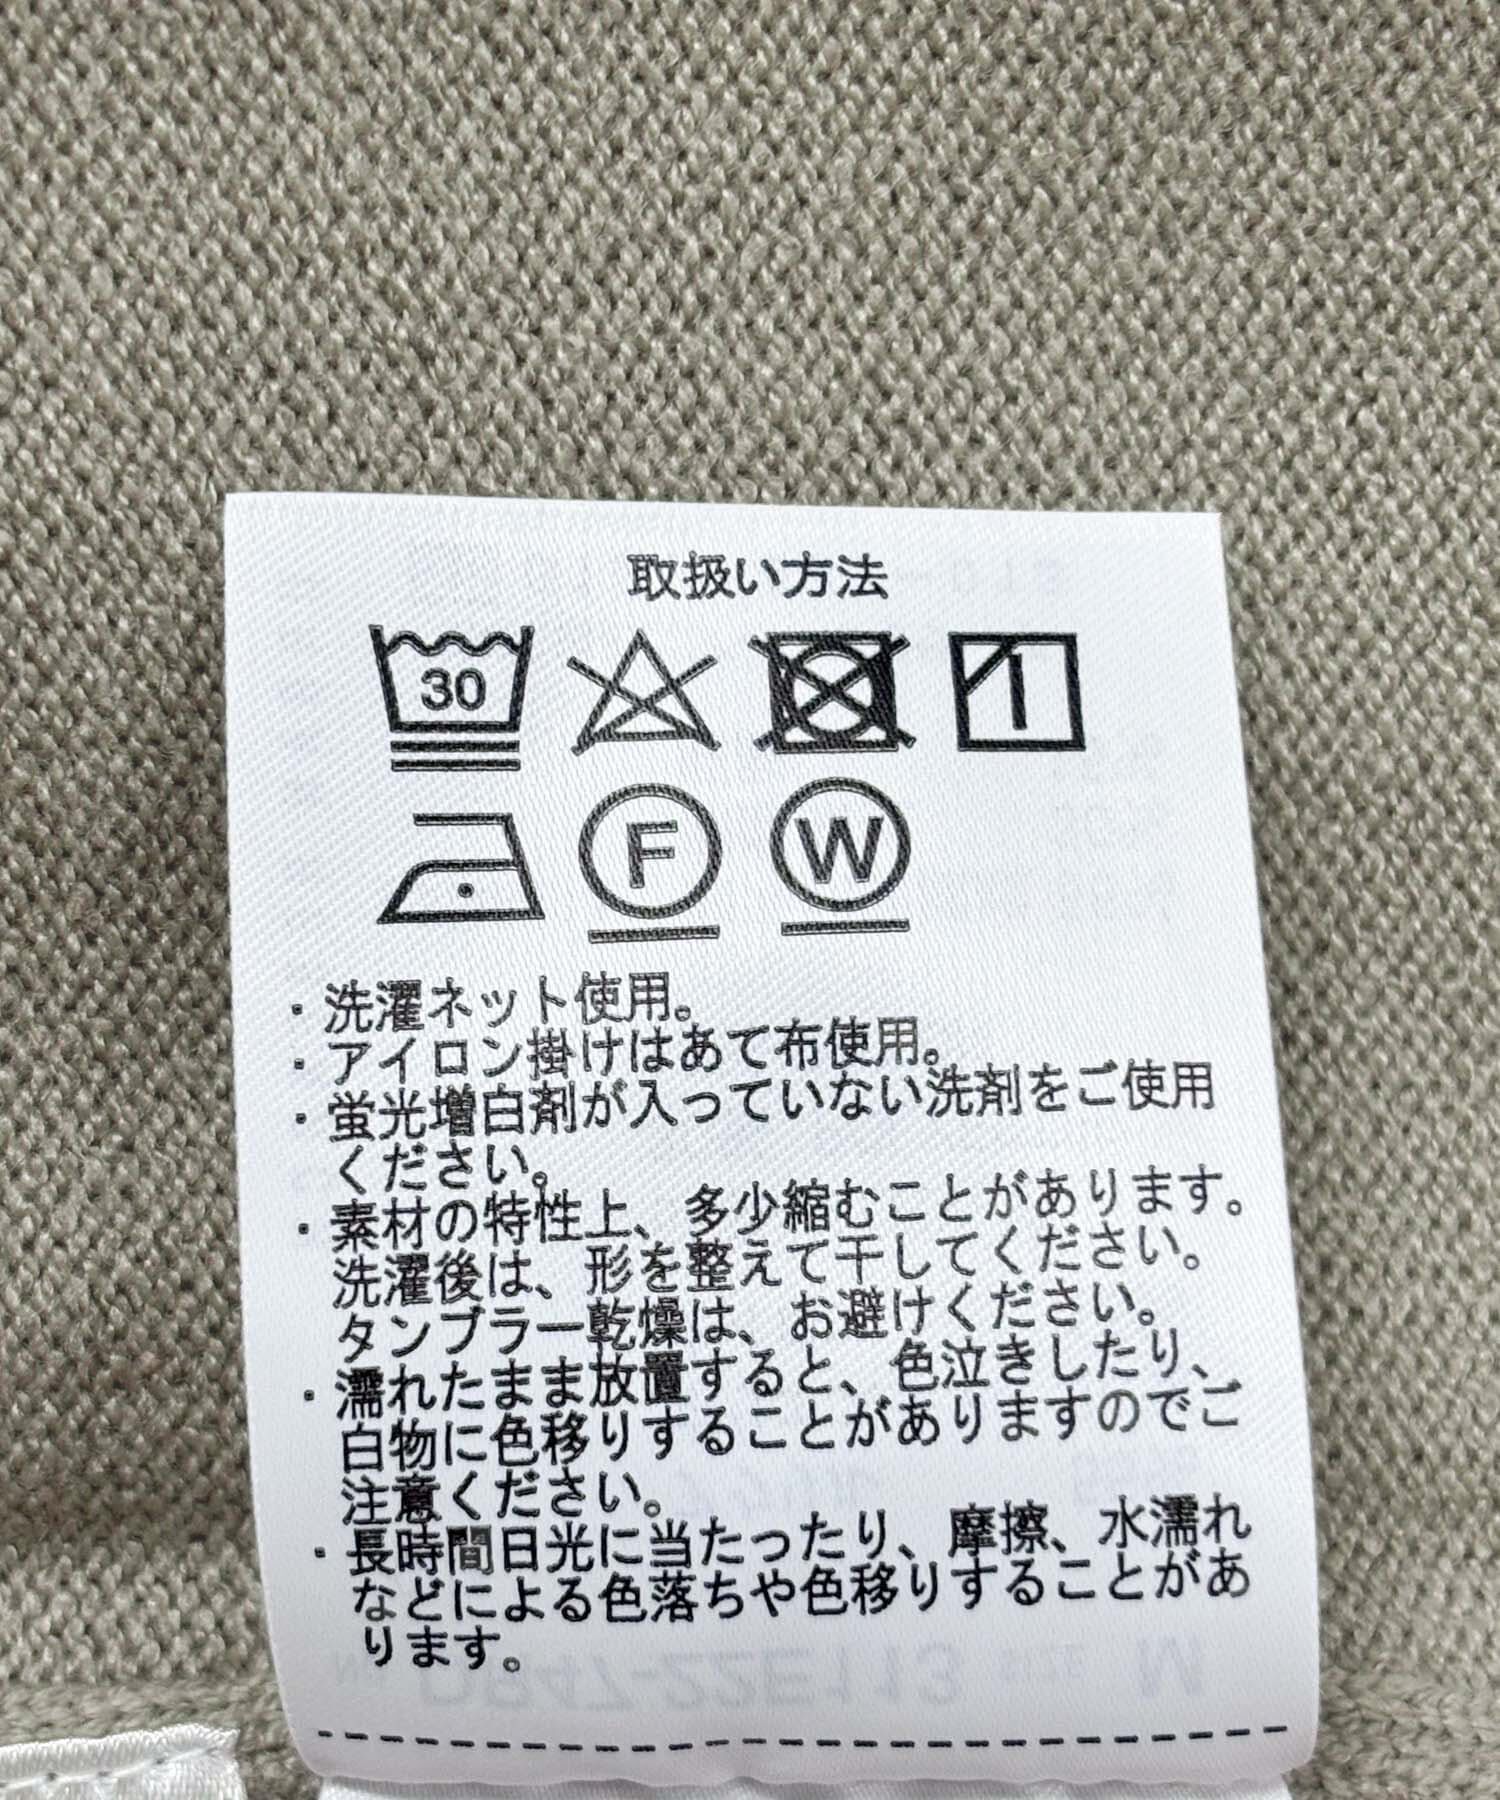 取扱い方法
30
F W
・洗濯ネット使用。
・アイロン掛けはあて布使用。
・蛍光増白剤が入っていない洗剤をご使用
ください。
・素材の特性上、多少縮むことがあります。
洗濯後は、形を整えて干してください。
タンブラー乾燥は、お避けください。
・濡れたまま放置すると、色泣きしたり、
白物に色移りすることがありますのでご
注意ください。
・長時間日光に当たったり、摩擦、水濡れ
などによる色落ちや色移りすることがあ
ります。